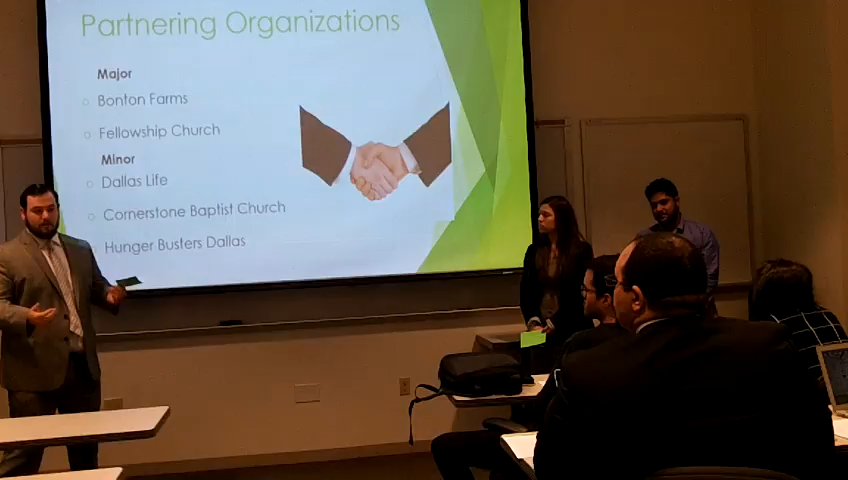 Partnering Organizations
Major
Bonton Farms
Fellowship Church
Minor
Dallas Life
Cornerstone Baptist Church
Hunger Busters Dallas